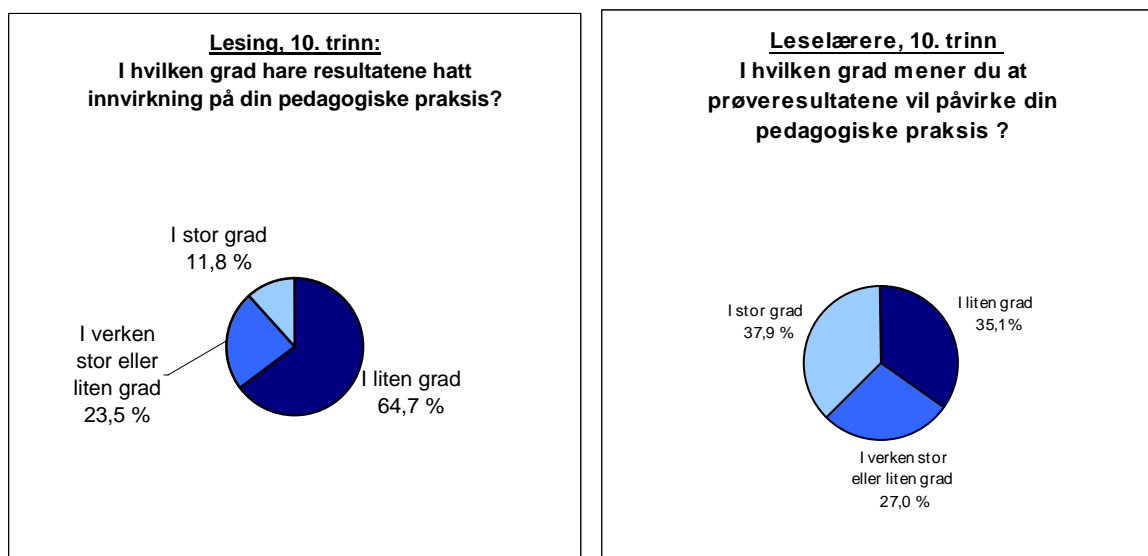 Lesing, 10. trinn:
I hvilken grad hare resultatene hatt
innvirkning på din pedagogiske praksis?
I stor grad
11,8 %
I verken
stor eller
liten grad
23,5 %
I liten grad
64,7 %
Leselærere, 10. trinn
I hvilken grad mener du at
prøveresultatene vil påvirke din
pedagogiske praksis ?
I stor grad
37,9 %
I liten grad
35,1%
I verken stor
eller liten grad
27,0 %